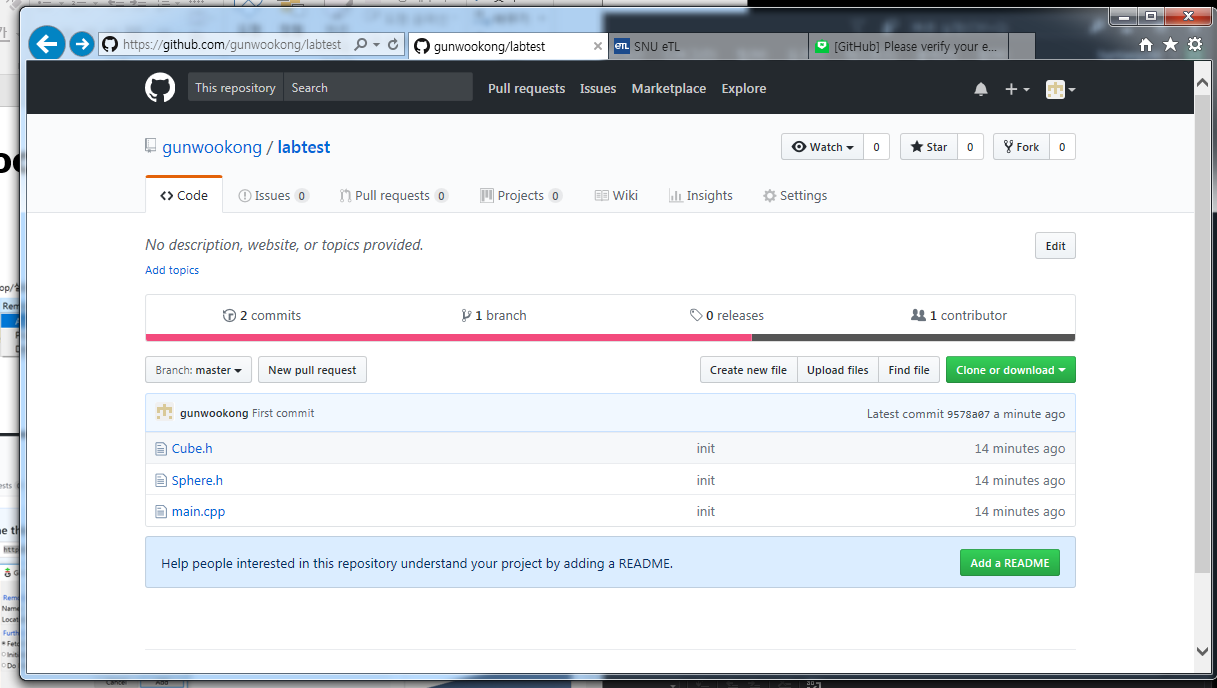 https://github.com/gunwookong/labtest
gunwookong/labtest
eTL SNU eTL
[GitHub] Please verify your e...
This repository Search Pull requests Issues Marketplace Explore
gunwookong / labtest
Watch 0 Star 0 Fork 0
Code Issues 0 Pull requests 0 Projects 0 Wiki Insights Settings
No description, website, or topics provided.
Edit
Add topics
2 commits 1 branch 0 releases 1 contributor
Branch: master New pull request Create new file Upload files Find file Clone or download
gunwookong First commit Latest commit 9578a07 a minute ago
Cube.h init 14 minutes ago
Sphere.h init 14 minutes ago
main.cpp init 14 minutes ago
Help people interested in this repository understand your project by adding a README.
Add a README